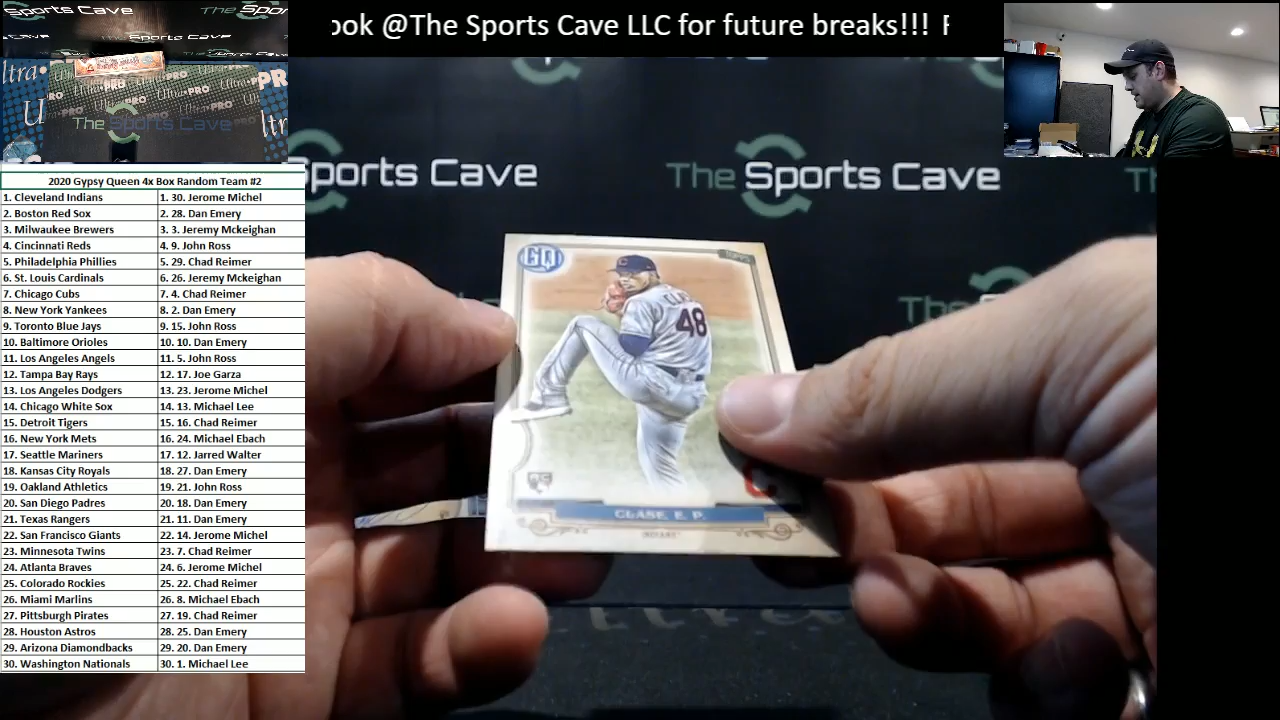 ook @The Sports Cave LLC for future breaks!!! F
The Spor
ltra
PRO
Ultra·PRO
The Sports Cave
2020 Gypsy Queen 4x Box Random Team #2
1. Cleveland Indians 1. 30. Jerome Michel
2. Boston Red Sox 2. 28. Dan Emery
3. Milwaukee Brewers 3. 3. Jeremy Mckeighan
4. Cincinnati Reds 4. 9. John Ross
5. Philadelphia Phillies 5. 29. Chad Reimer
6. St. Louis Cardinals 6. 26. Jeremy Mckeighan
7. Chicago Cubs 7. 4. Chad Reimer
8. New York Yankees 8. 2. Dan Emery
9. Toronto Blue Jays 9. 15. John Ross
10. Baltimore Orioles 10. 10. Dan Emery
11. Los Angeles Angels 11. 5. John Ross
12. Tampa Bay Rays 12. 17. Joe Garza
13. Los Angeles Dodgers 13. 23. Jerome Michel
14. Chicago White Sox 14. 13. Michael Lee
15. Detroit Tigers 15. 16. Chad Reimer
16. New York Mets 16. 24. Michael Ebach
17. Seattle Mariners 17. 12. Jarred Walter
18. Kansas City Royals 18. 27. Dan Emery
19. Oakland Athletics 19. 21. John Ross
20. San Diego Padres 20. 18. Dan Emery
21. Texas Rangers 21. 11. Dan Emery
22. San Francisco Giants 22. 14. Jerome Michel
23. Minnesota Twins 23. 7. Chad Reimer
24. Atlanta Braves 24. 6. Jerome Michel
25. Colorado Rockies 25. 22. Chad Reimer
26. Miami Marlins 26. 8. Michael Ebach
27. Pittsburgh Pirates 27. 19. Chad Reimer
28. Houston Astros 28. 25. Dan Emery
29. Arizona Diamondbacks 29. 20. Dan Emery
30. Washington Nationals 30. 1. Michael Lee
Sports Cave
The Sports Cave
Th
The
GQ
TOPPS
48
RC
C
CLASE E. P.
INDIANS